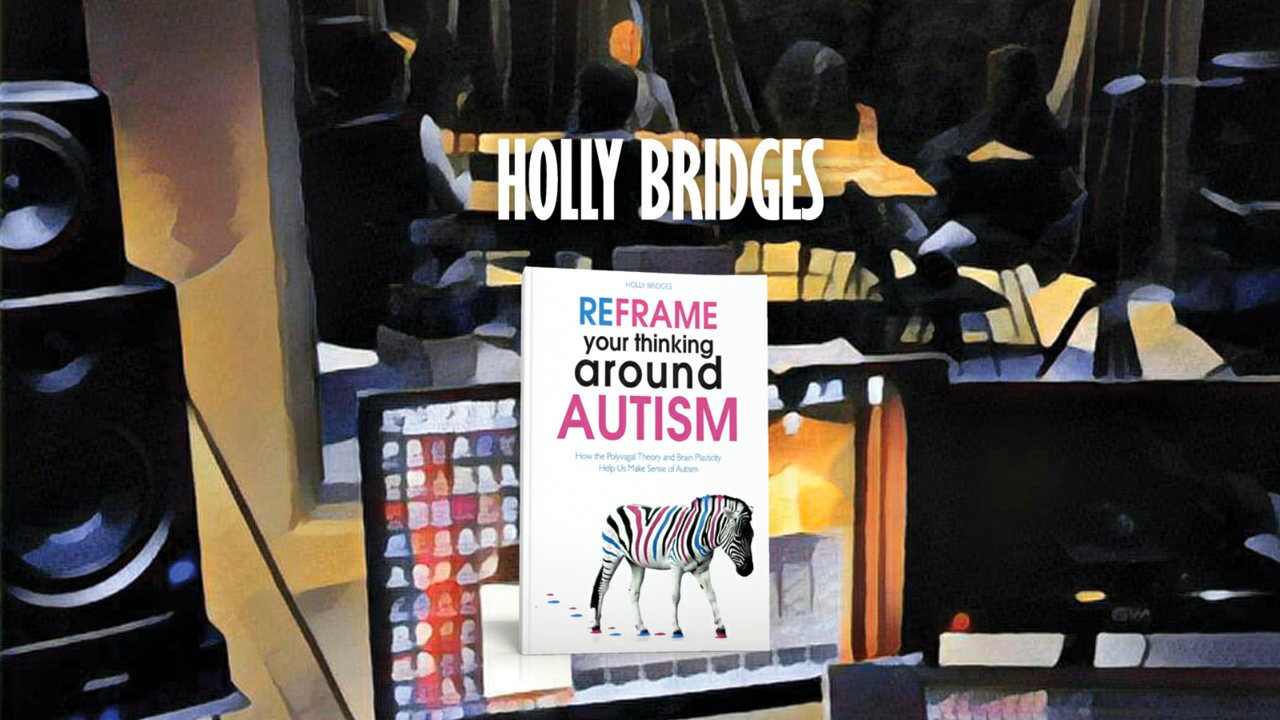 HOLLY BRIDGES
HOLLY BRIDGES
REFRAME
your thinking
around
AUTISM
How the Polyvagal Theory and Brain Plasticity
Help Us Make Sense of Autism